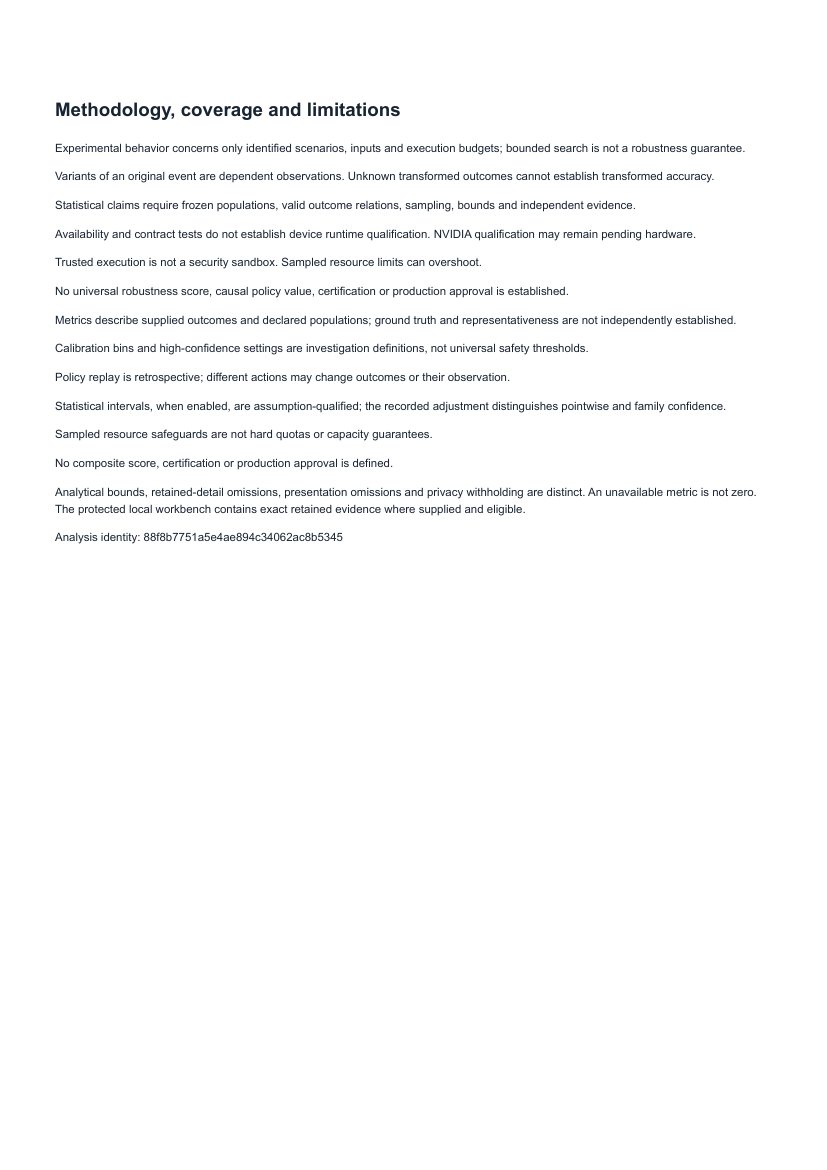 Methodology, coverage and limitations
Experimental behavior concerns only identified scenarios, inputs and execution budgets; bounded search is not a robustness guarantee.
Variants of an original event are dependent observations. Unknown transformed outcomes cannot establish transformed accuracy.
Statistical claims require frozen populations, valid outcome relations, sampling, bounds and independent evidence.
Availability and contract tests do not establish device runtime qualification. NVIDIA qualification may remain pending hardware.
Trusted execution is not a security sandbox. Sampled resource limits can overshoot.
No universal robustness score, causal policy value, certification or production approval is established.
Metrics describe supplied outcomes and declared populations; ground truth and representativeness are not independently established.
Calibration bins and high-confidence settings are investigation definitions, not universal safety thresholds.
Policy replay is retrospective; different actions may change outcomes or their observation.
Statistical intervals, when enabled, are assumption-qualified; the recorded adjustment distinguishes pointwise and family confidence.
Sampled resource safeguards are not hard quotas or capacity guarantees.
No composite score, certification or production approval is defined.
Analytical bounds, retained-detail omissions, presentation omissions and privacy withholding are distinct. An unavailable metric is not zero.
The protected local workbench contains exact retained evidence where supplied and eligible.
Analysis identity: 88f8b7751a5e4ae894c34062ac8b5345